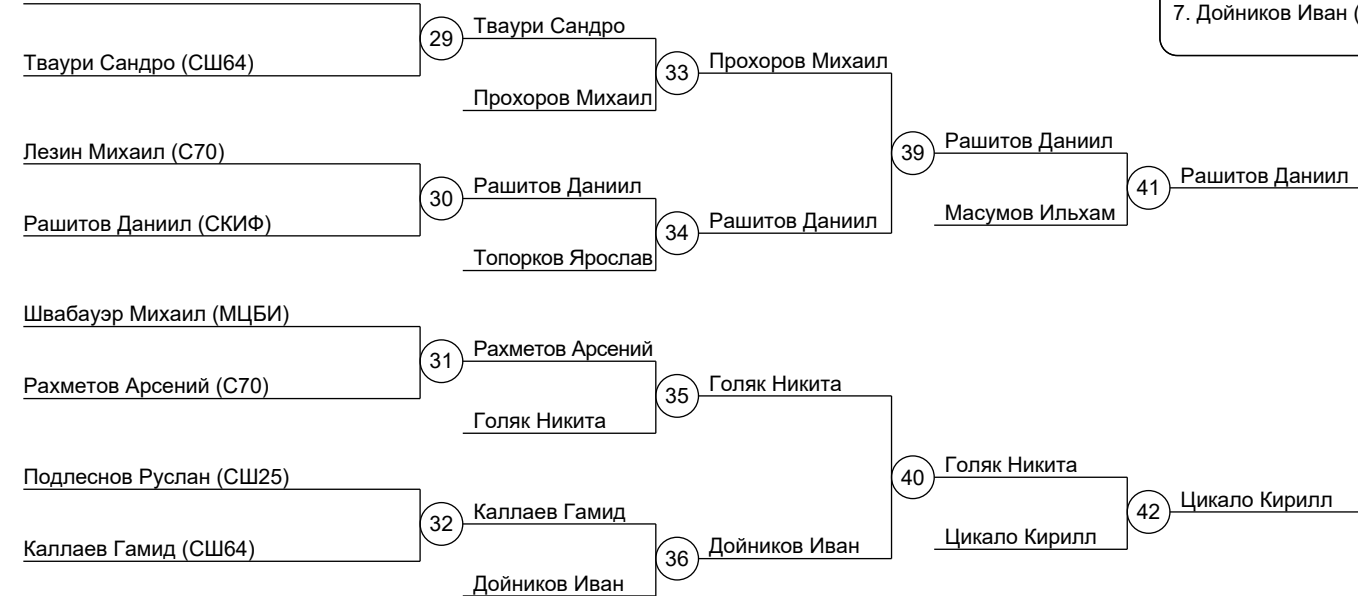 7. Дойников Иван (
Тваури Сандро
29
Тваури Сандро (СШ64)
Прохоров Михаил
33
Прохоров Михаил
Лезин Михаил (С70)
Рашитов Даниил
39
Рашитов Даниил
41
Рашитов Даниил
30
Рашитов Даниил (СКИФ)
Масумов Ильхам
Рашитов Даниил
34
Топорков Ярослав
Швабауэр Михаил (МЦБИ)
Рахметов Арсений
31
Рахметов Арсений (С70)
Голяк Никита
35
Голяк Никита
Подлеснов Руслан (СШ25)
Голяк Никита
40
Цикало Кирилл
42
Каллаев Гамид
32
Цикало Кирилл
Каллаев Гамид (СШ64)
Дойников Иван
36
Дойников Иван